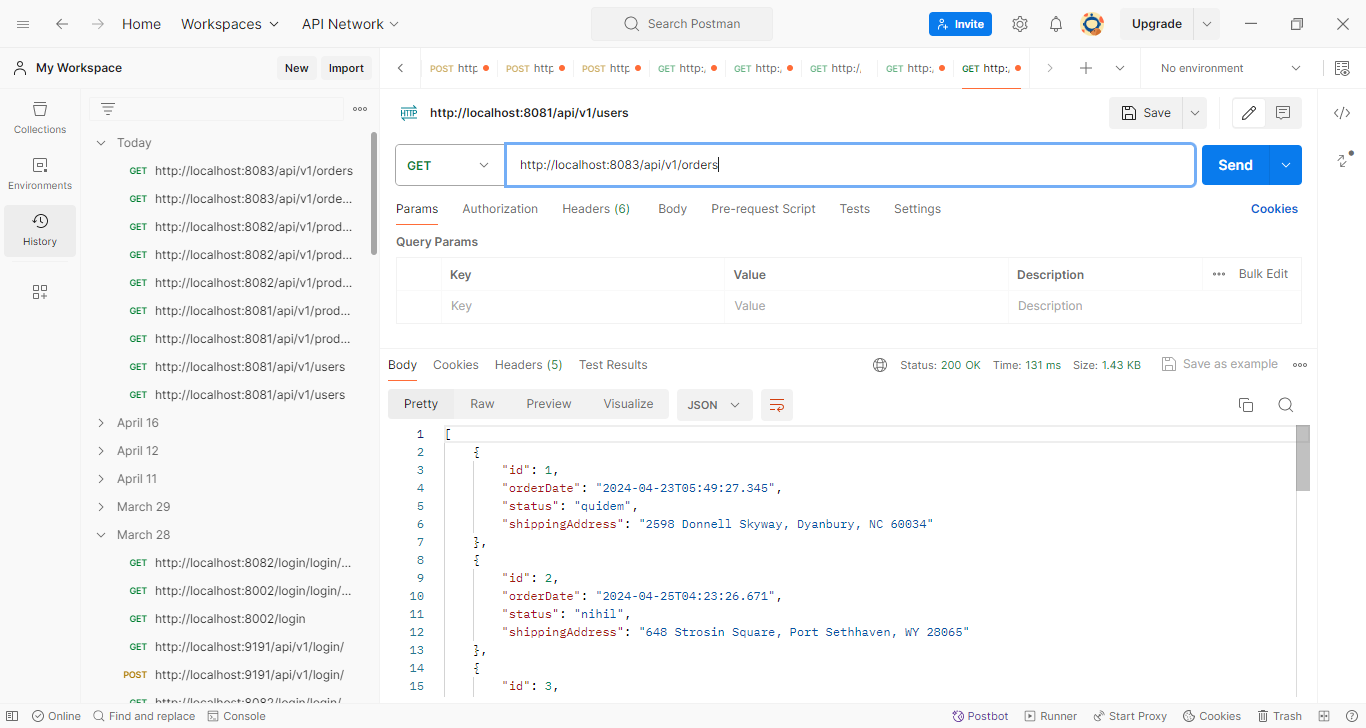 Home Workspaces API Network Search Postman Invite Upgrade
My Workspace New Import
POST http POST http POST http GET http:, GET http:, GET http:/, GET http:, GET http:, No environment
Collections
Environments
History
Today
GET http://localhost:8083/api/v1/orders
GET http://localhost:8083/api/v1/orde...
GET http://localhost:8082/api/v1/prod...
GET http://localhost:8082/api/v1/prod...
GET http://localhost:8082/api/v1/prod...
GET http://localhost:8081/api/v1/prod...
GET http://localhost:8081/api/v1/prod...
GET http://localhost:8081/api/v1/users
GET http://localhost:8081/api/v1/users
April 16
April 12
April 11
March 29
March 28
GET http://localhost:8082/login/login/...
GET http://localhost:8002/login/login/...
GET http://localhost:8002/login
GET http://localhost:9191/api/v1/login/
POST http://localhost:9191/api/v1/login/
GET http://localhost:8082/login/login/
HTTP http://localhost:8081/api/v1/users Save
GET http://localhost:8083/api/v1/orders Send
Params Authorization Headers (6) Body Pre-request Script Tests Settings Cookies
Query Params
Key Value Description Bulk Edit
Key Value Description
Body Cookies Headers (5) Test Results Status: 200 OK Time: 131 ms Size: 1.43 KB Save as example
Pretty Raw Preview Visualize JSON
1 [
2 {
3 "id": 1,
4 "orderDate": "2024-04-23T05:49:27.345",
5 "status": "quidem",
6 "shippingAddress": "2598 Donnell Skyway, Dyanbury, NC 60034"
7 },
8 {
9 "id": 2,
10 "orderDate": "2024-04-25T04:23:26.671",
11 "status": "nihil",
12 "shippingAddress": "648 Strosin Square, Port Sethhaven, WY 28065"
13 },
14 {
15 "id": 3,
Online Find and replace Console Postbot Runner Start Proxy Cookies Trash